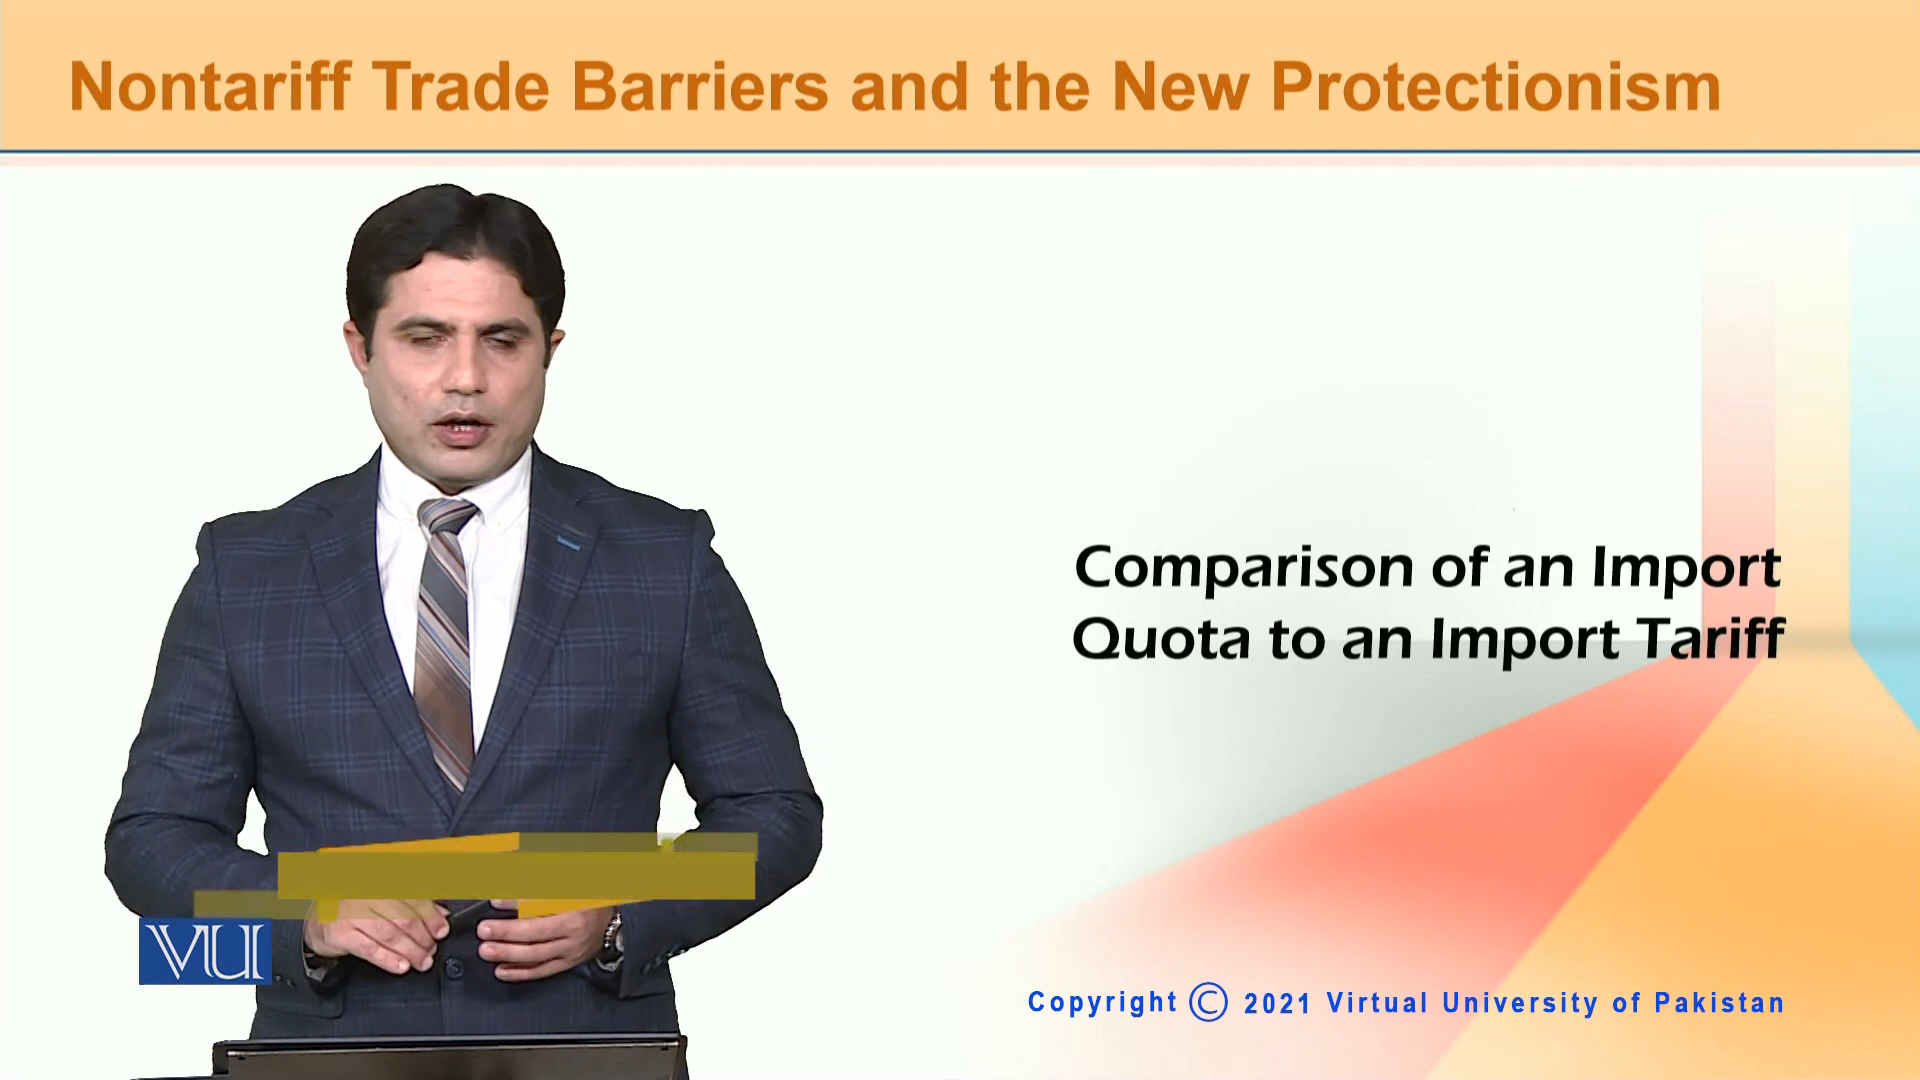 Nontariff Trade Barriers and the New Protectionism
Comparison of an Import
Quota to an Import Tariff
VU
Copyright © 2021 Virtual University of Pakistan